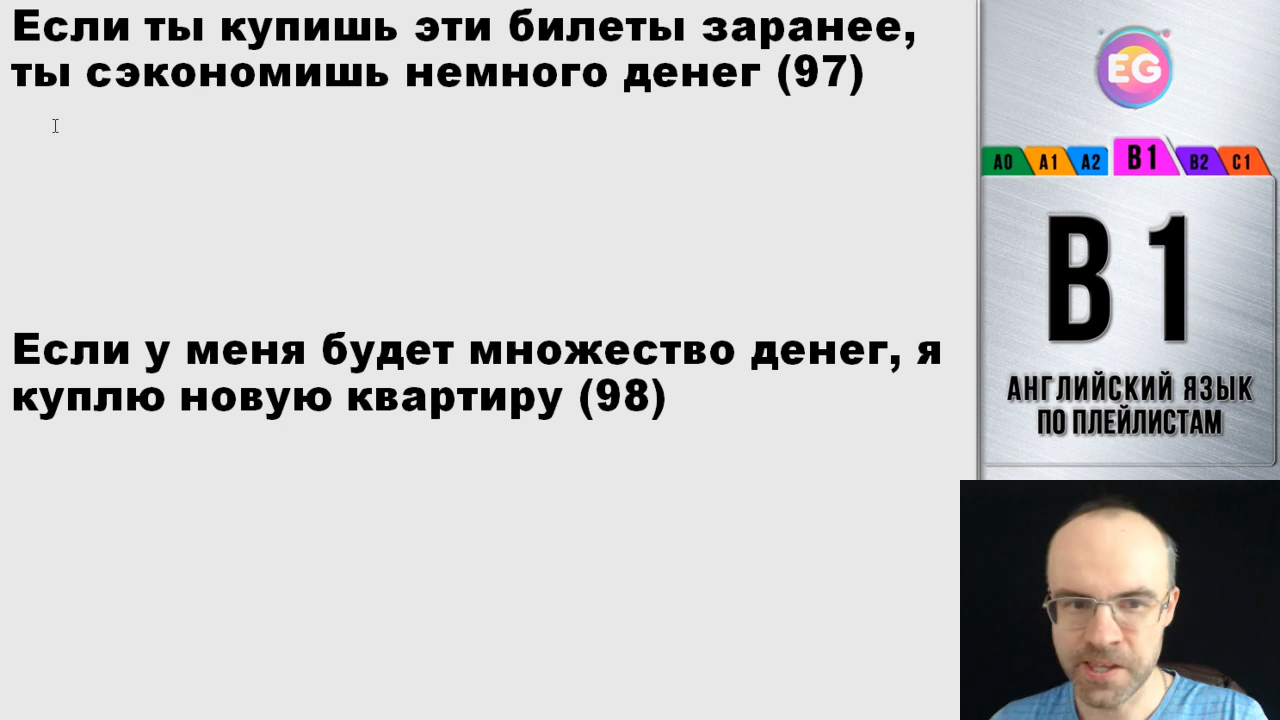 Если ты купишь эти билеты заранее,
ты сэкономишь немного денег (97)
Если у меня будет множество денег, я
куплю новую квартиру (98)
EG
A0 A1 A2 B1 B2 C1
B1
АНГЛИЙСКИЙ ЯЗЫК
ПО ПЛЕЙЛИСТАМ